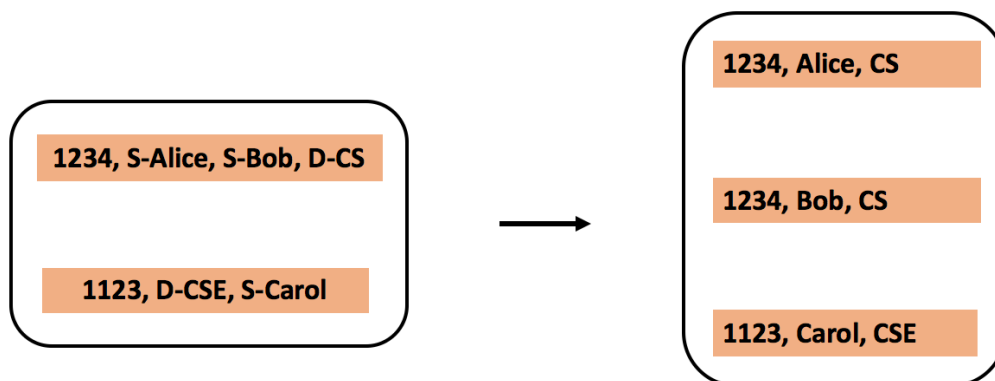 1234, S-Alice, S-Bob, D-CS
1123, D-CSE, S-Carol
1234, Alice, CS
1234, Bob, CS
1123, Carol, CSE